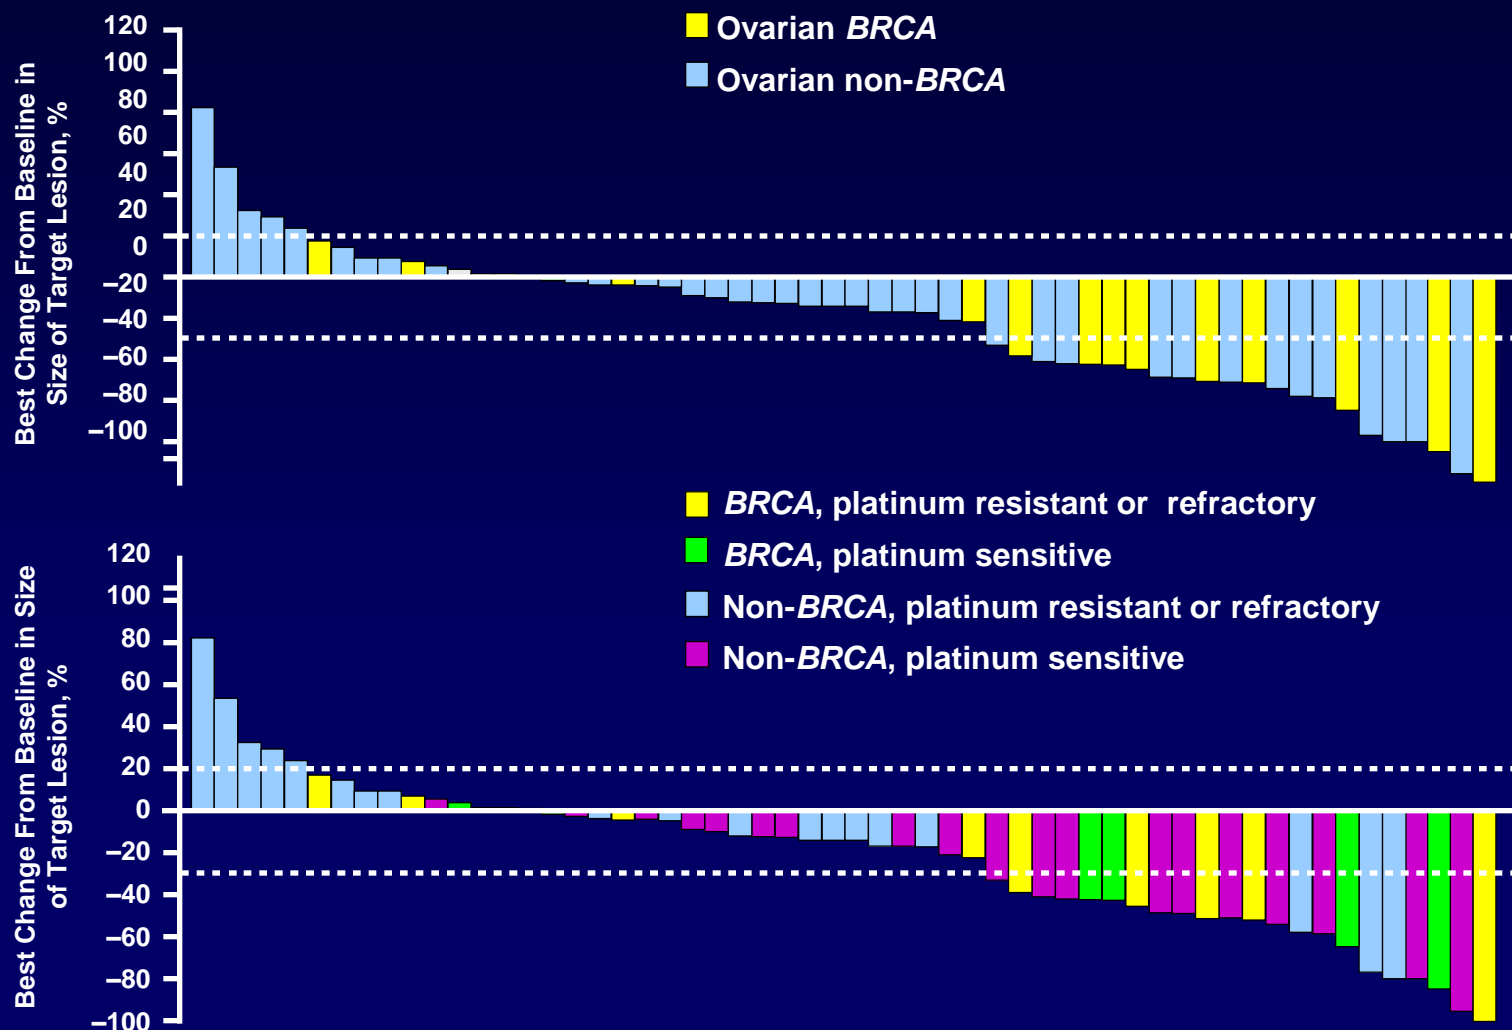 Ovarian BRCA
Ovarian non-BRCA
Best Change From Baseline in
Size of Target Lesion, %
120
100
80
60
40
20
0
–20
–40
–60
–80
–100
BRCA, platinum resistant or refractory
BRCA, platinum sensitive
Non-BRCA, platinum resistant or refractory
Non-BRCA, platinum sensitive
Best Change From Baseline in Size
of Target Lesion, %
120
100
80
60
40
20
0
–20
–40
–60
–80
–100